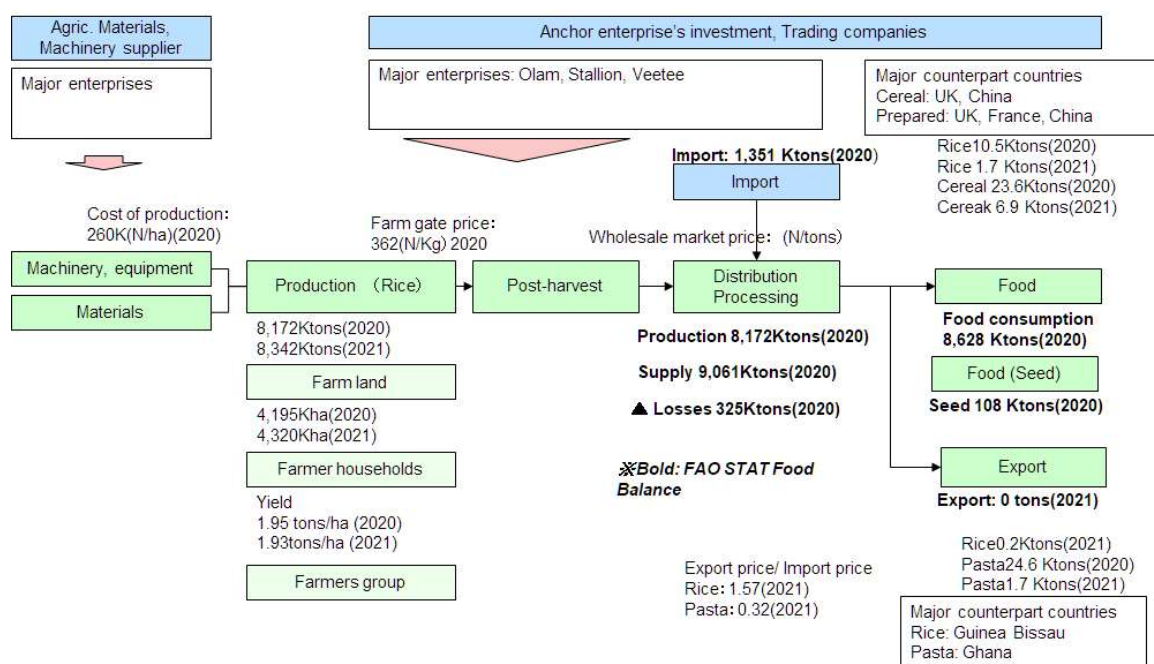 Agric. Materials,
Machinery supplier
Anchor enterprise's investment, Trading companies
Major enterprises
Major enterprises: Olam, Stallion, Veetee
Major counterpart countries
Cereal: UK, China
Prepared: UK, France, China
Rice10.5Ktons(2020)
Rice 1.7 Ktons(2021)
Cereal 23.6Ktons(2020)
Cereak 6.9 Ktons(2021)
Import: 1,351 Ktons(2020)
Import
Cost of production:
260K(N/ha)(2020)
Farm gate price:
362(N/Kg) 2020
Wholesale market price: (N/tons)
Machinery, equipment
Materials
Production (Rice)
Post-harvest
Distribution
Processing
Food
8,172Ktons(2020)
8,342Ktons(2021)
Farm land
4,195Kha(2020)
4,320Kha(2021)
Farmer households
Yield
1.95 tons/ha (2020)
1.93tons/ha (2021)
Farmers group
Production 8,172Ktons(2020)
Supply 9,061Ktons(2020)
▲ Losses 325Ktons(2020)
※Bold: FAO STAT Food
Balance
Food consumption
8,628 Ktons(2020)
Food (Seed)
Seed 108 Ktons(2020)
Export
Export: 0 tons(2021)
Export price/ Import price
Rice: 1.57(2021)
Pasta: 0.32(2021)
Rice0.2Ktons(2021)
Pasta24.6 Ktons(2020)
Pasta1.7 Ktons(2021)
Major counterpart countries
Rice: Guinea Bissau
Pasta: Ghana